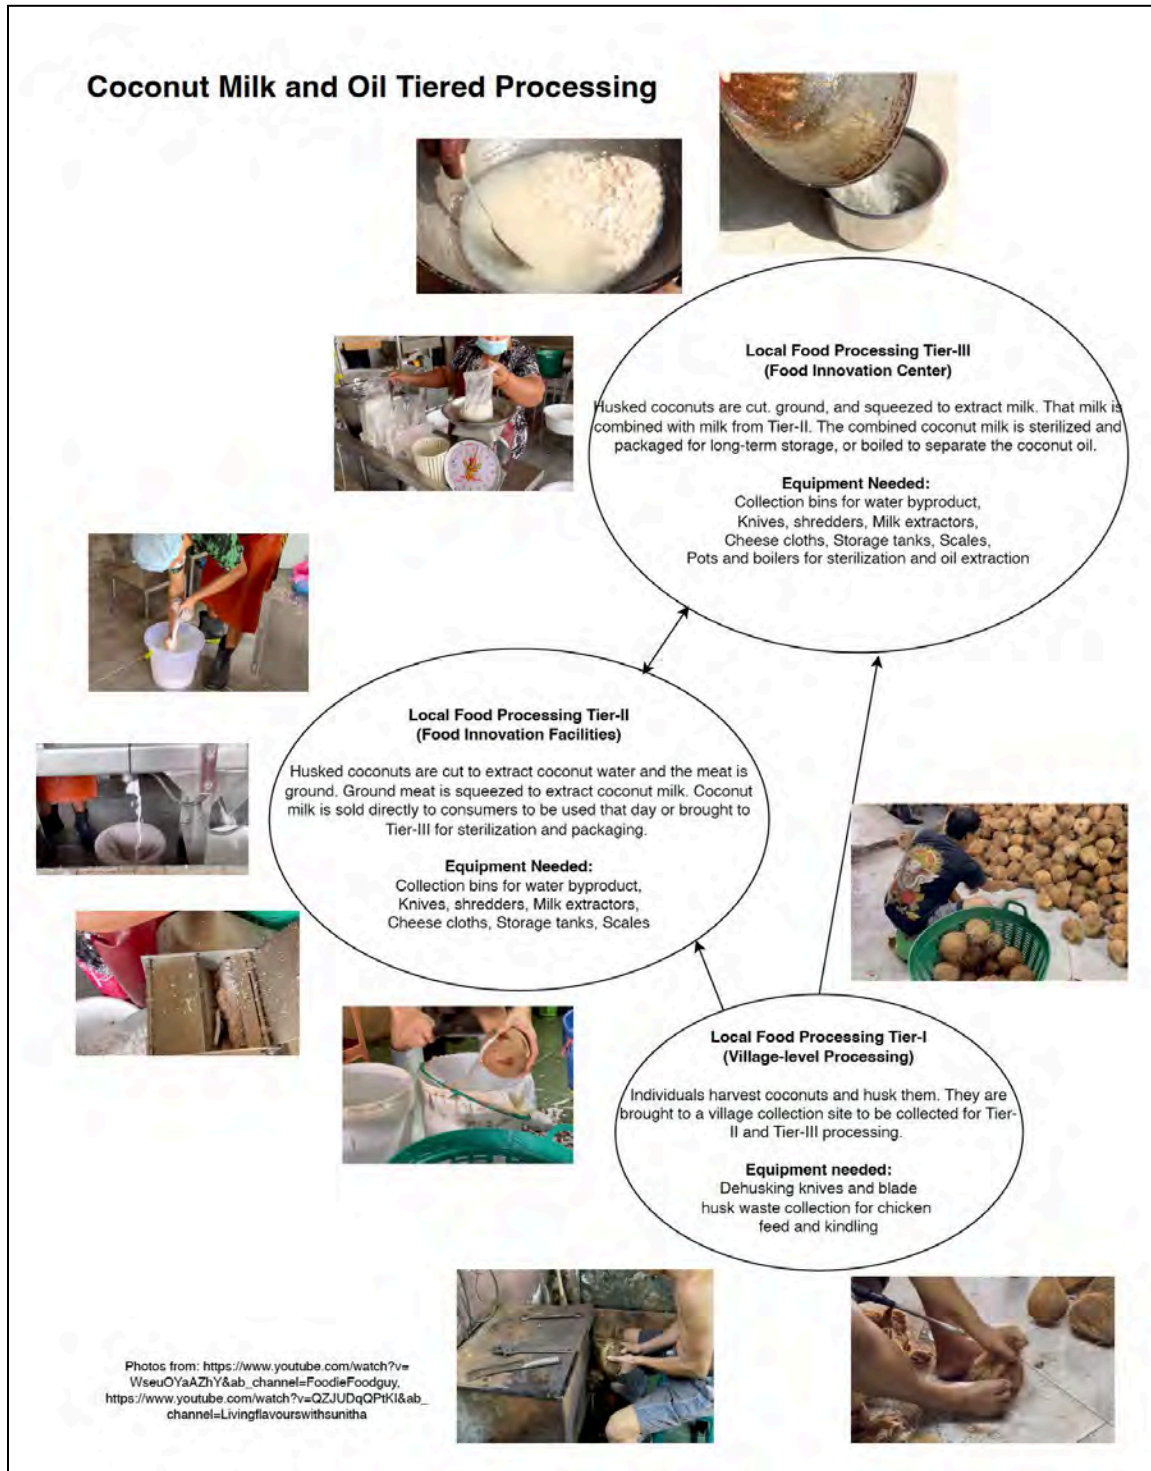 Coconut Milk and Oil Tiered Processing
Local Food Processing Tier-III
(Food Innovation Center)
Husked coconuts are cut. ground, and squeezed to extract milk. That milk is
combined with milk from Tier-II. The combined coconut milk is sterilized and
packaged for long-term storage, or boiled to separate the coconut oil.
Equipment Needed:
Collection bins for water byproduct,
Knives, shredders, Milk extractors,
Cheese cloths, Storage tanks, Scales,
Pots and boilers for sterilization and oil extraction
Local Food Processing Tier-II
(Food Innovation Facilities)
Husked coconuts are cut to extract coconut water and the meat is
ground. Ground meat is squeezed to extract coconut milk. Coconut
milk is sold directly to consumers to be used that day or brought to
Tier-III for sterilization and packaging.
Equipment Needed:
Collection bins for water byproduct,
Knives, shredders, Milk extractors,
Cheese cloths, Storage tanks, Scales
Local Food Processing Tier-I
(Village-level Processing)
Individuals harvest coconuts and husk them. They are
brought to a village collection site to be collected for Tier-
II and Tier-III processing.
Equipment needed:
Dehusking knives and blade
husk waste collection for chicken
feed and kindling
Photos from: https://www.youtube.com/watch?v=
WseuOYaAZhY&ab_channel=FoodieFoodguy,
https://www.youtube.com/watch?v=QZJUDqQPtKI&ab_
channel=Livingflavourswithsunitha